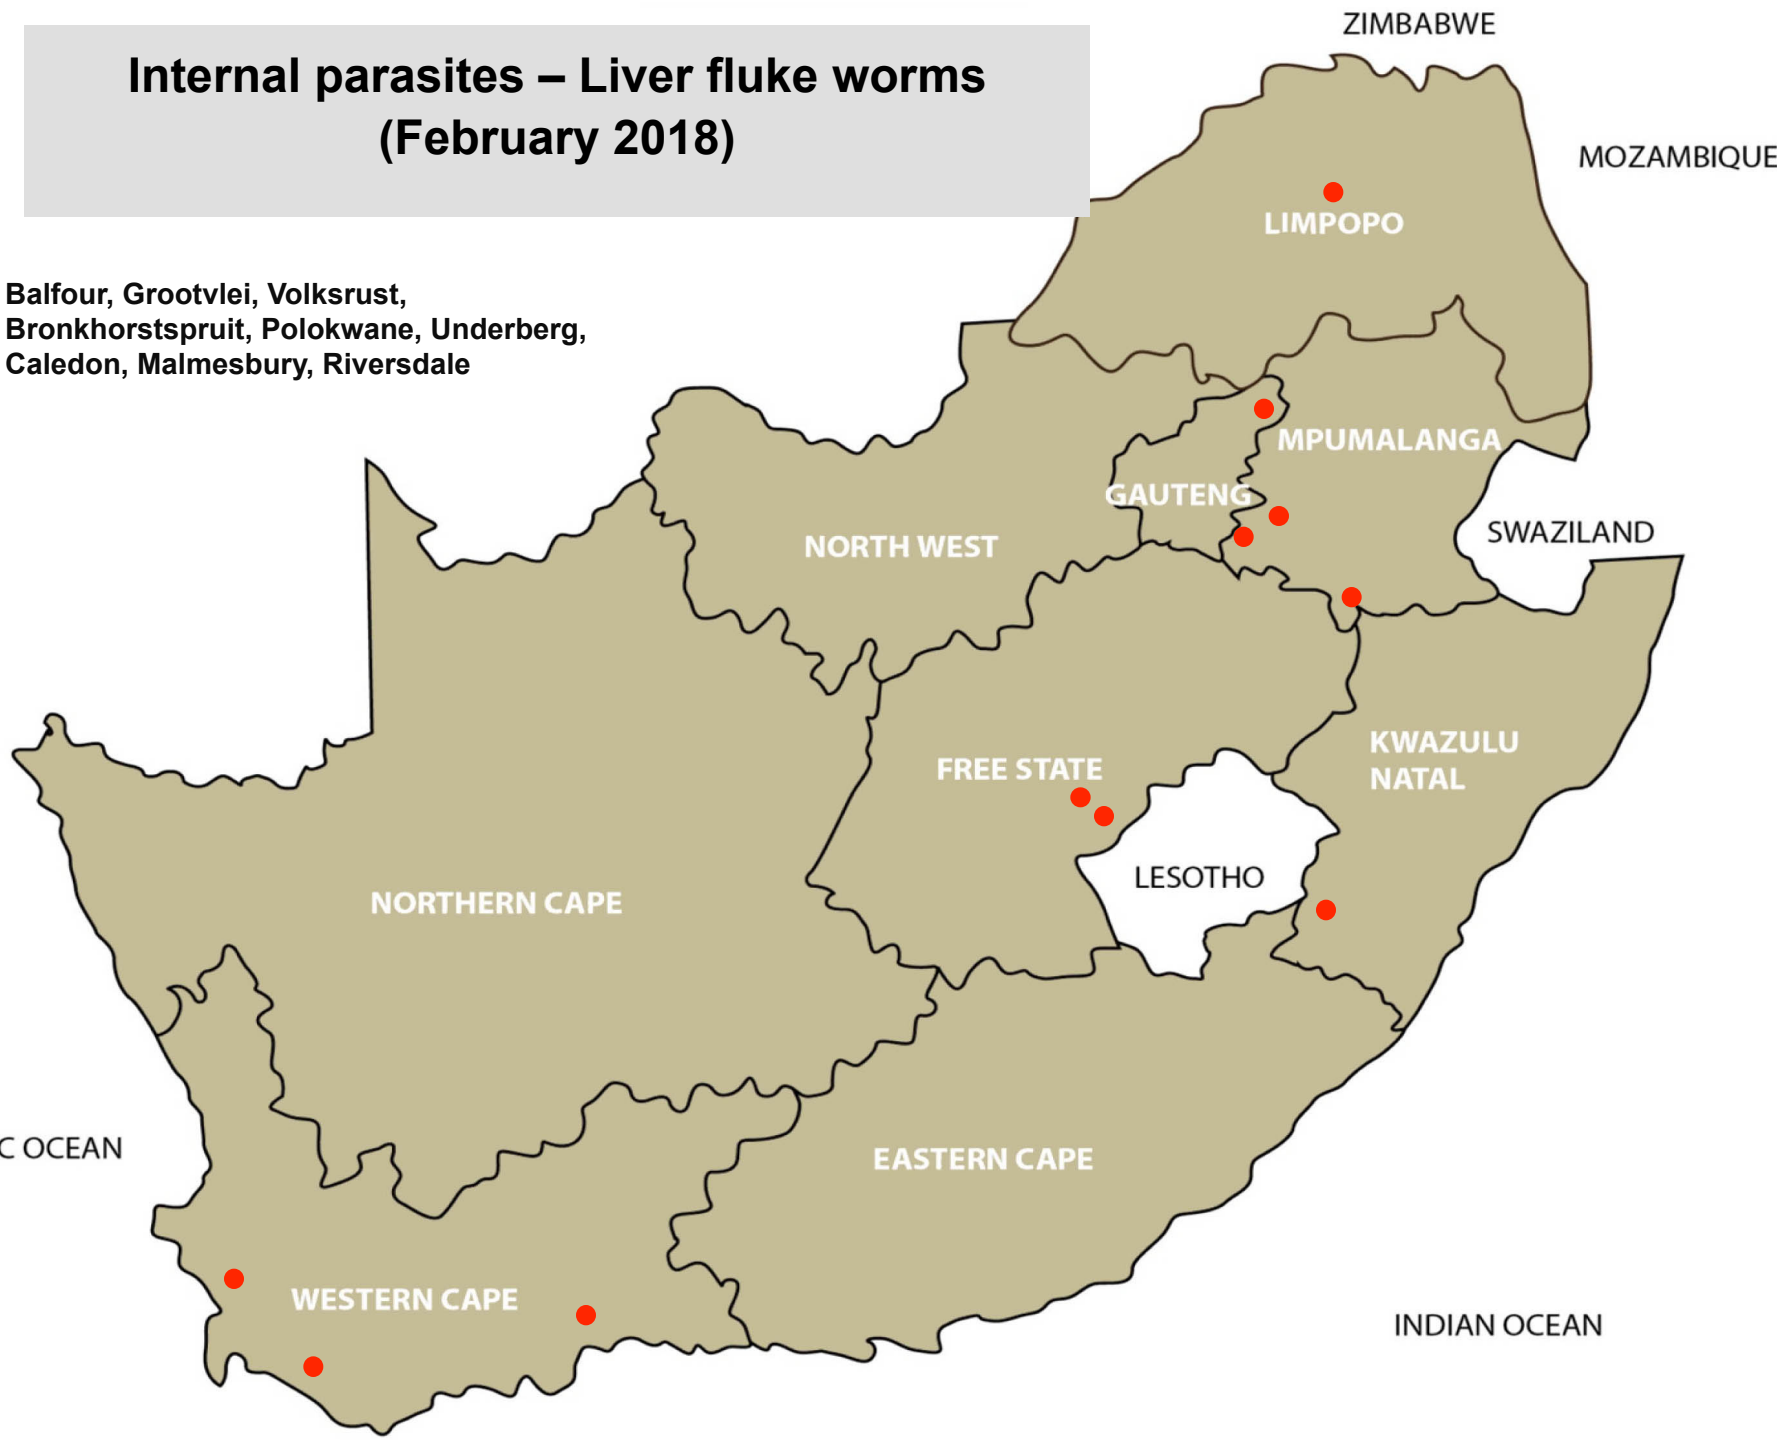 Internal parasites – Liver fluke worms
(February 2018)
ZIMBABWE
MOZAMBIQUE
LIMPOPO
Balfour, Grootvlei, Volksrust,
Bronkhorstspruit, Polokwane, Underberg,
Caledon, Malmesbury, Riversdale
MPUMALANGA
GAUTENG
SWAZILAND
NORTH WEST
KWAZULU
NATAL
FREE STATE
LESOTHO
NORTHERN CAPE
C OCEAN
EASTERN CAPE
WESTERN CAPE
INDIAN OCEAN